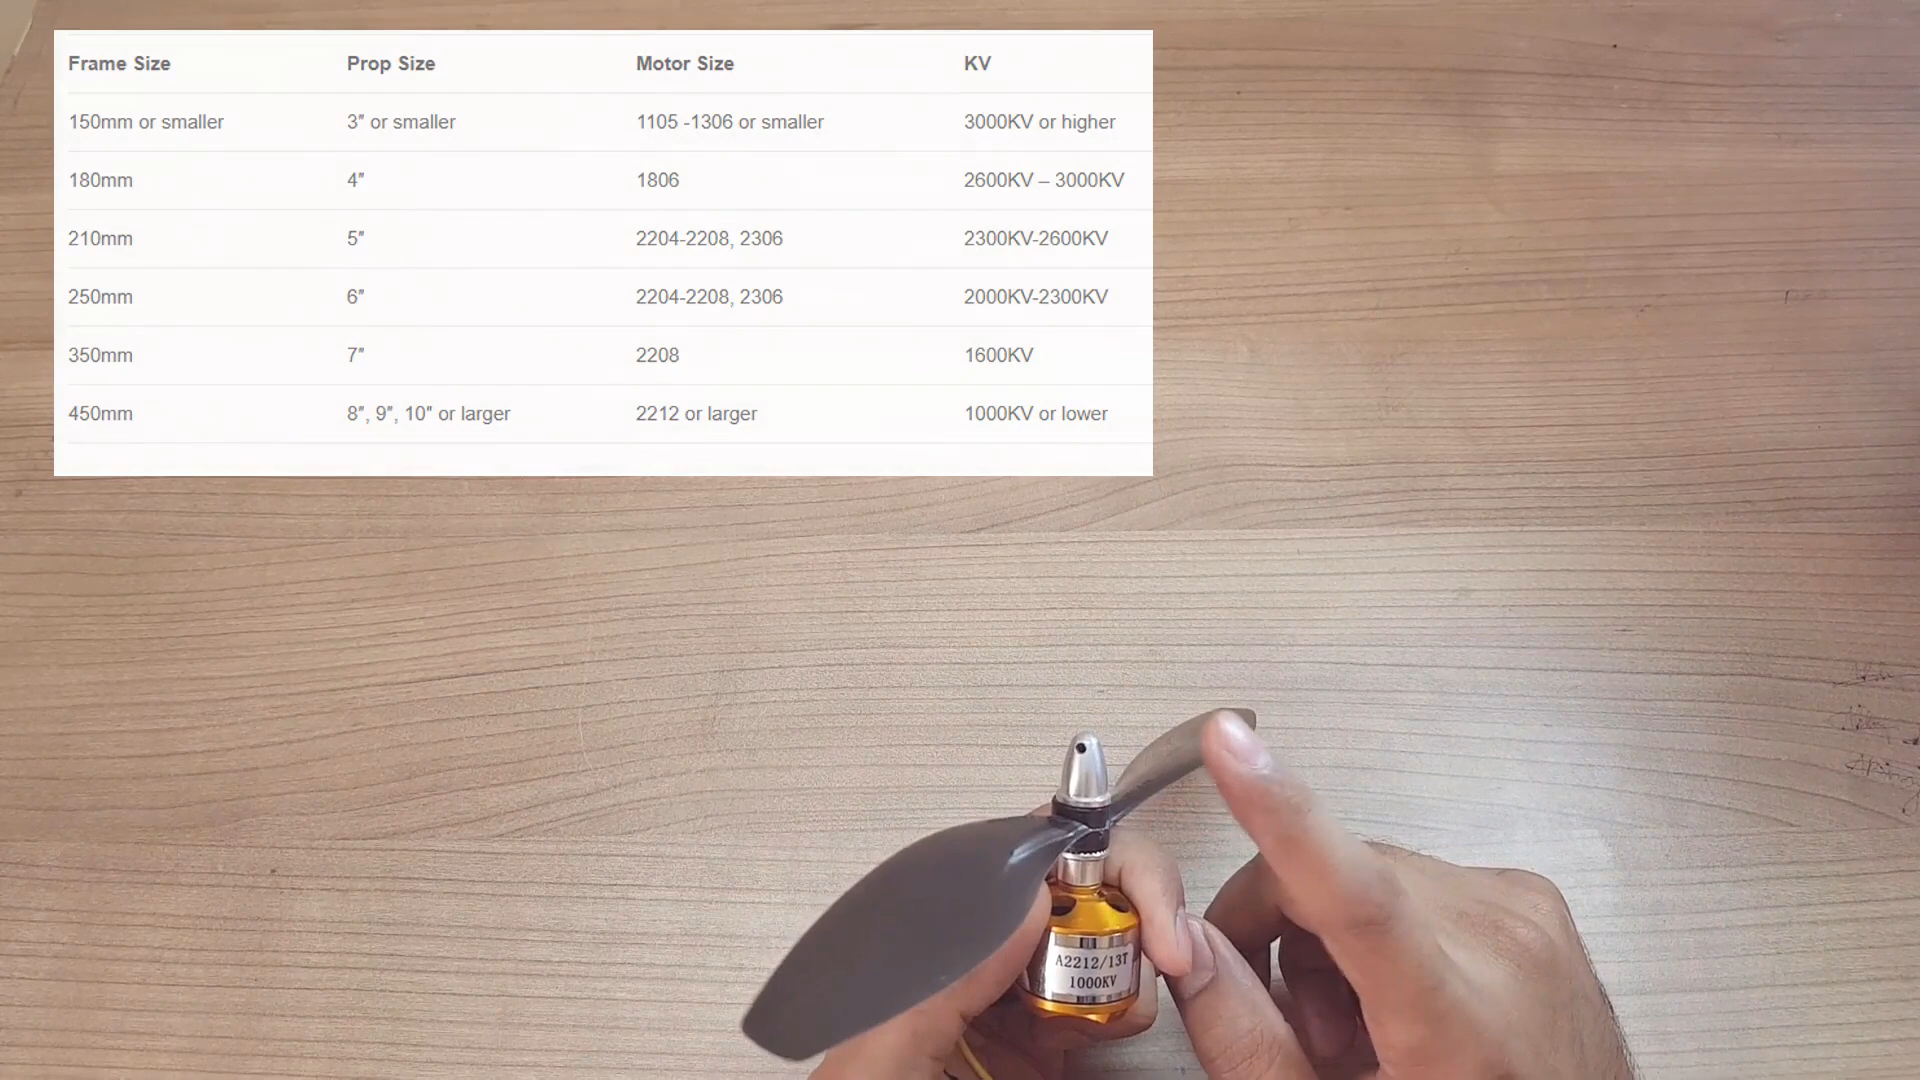 Frame Size Prop Size Motor Size KV
150mm or smaller 3″ or smaller 1105 -1306 or smaller 3000KV or higher
180mm 4″ 1806 2600KV – 3000KV
210mm 5″ 2204-2208, 2306 2300KV-2600KV
250mm 6″ 2204-2208, 2306 2000KV-2300KV
350mm 7″ 2208 1600KV
450mm 8″, 9″, 10″ or larger 2212 or larger 1000KV or lower
A2212/13T
1000KV